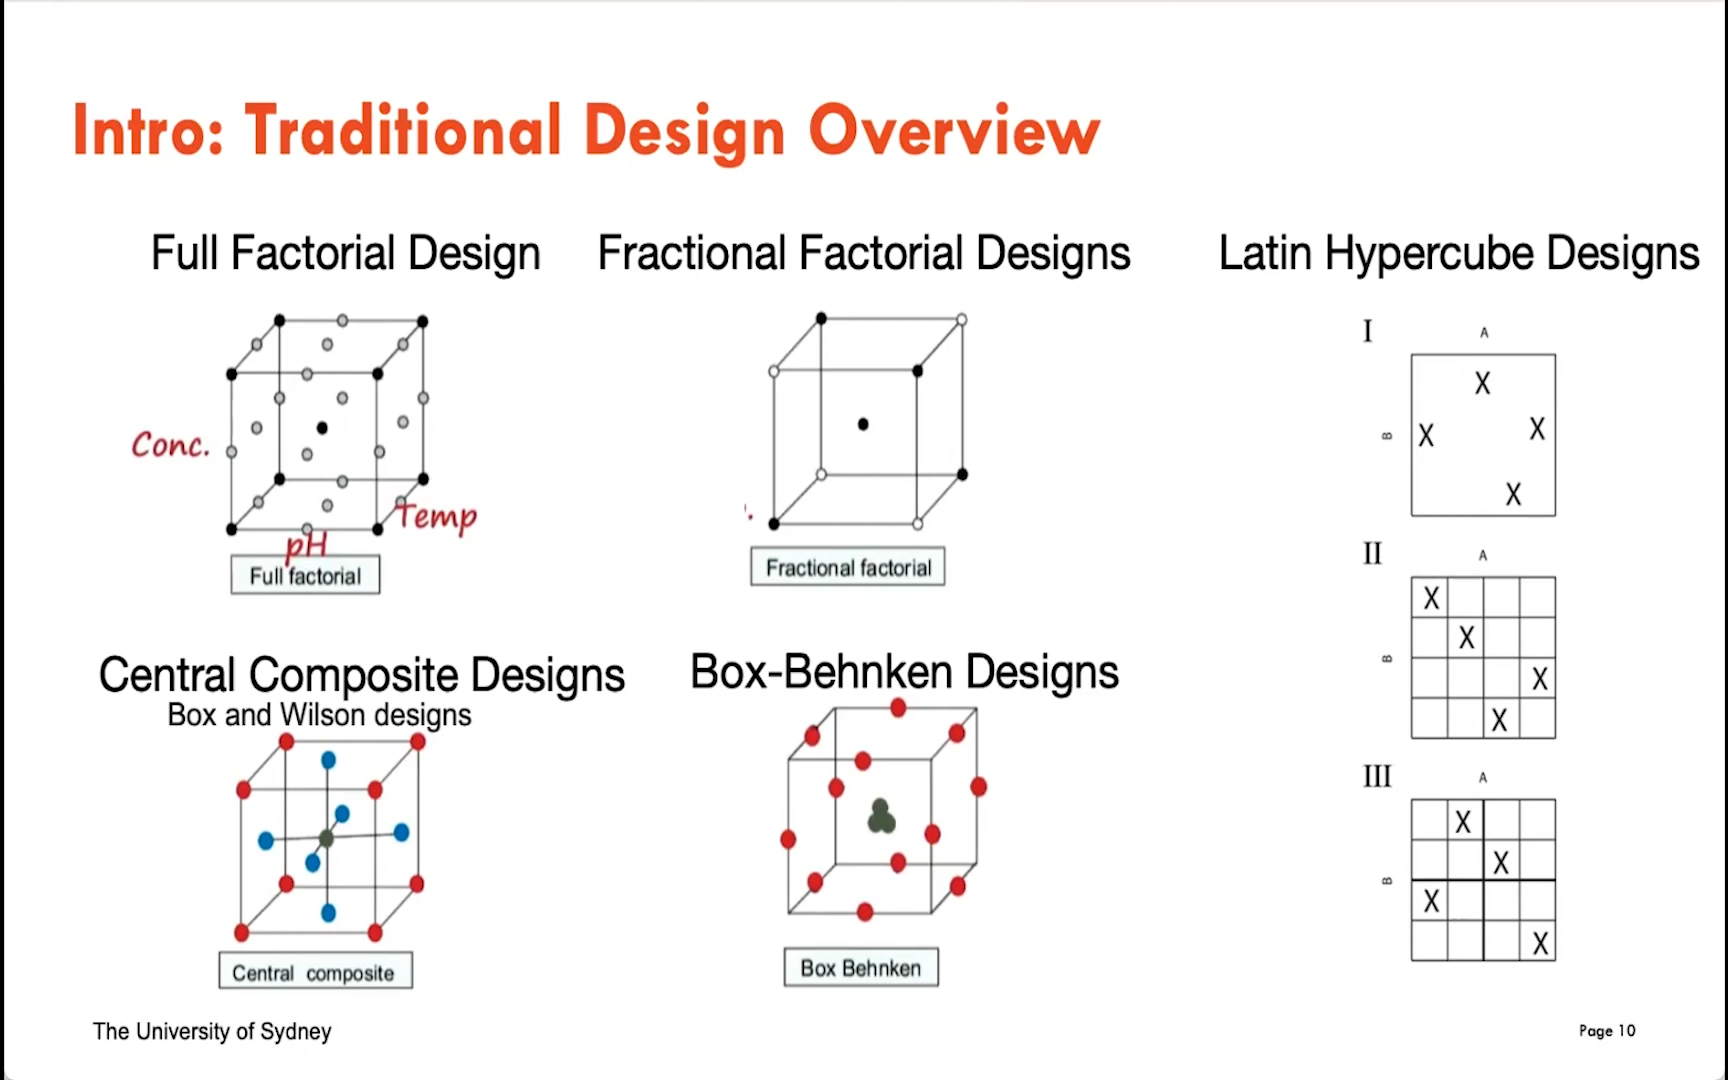 Intro: Traditional Design Overview
Full Factorial Design
Conc.
Temp
pH
Full factorial
Fractional Factorial Designs
Fractional factorial
Latin Hypercube Designs
I
A
B
X
X
X
X
II
A
B
X
X
X
X
III
A
B
X
X
X
X
Central Composite Designs
Box and Wilson designs
Central composite
Box-Behnken Designs
Box Behnken
The University of Sydney
Page 10